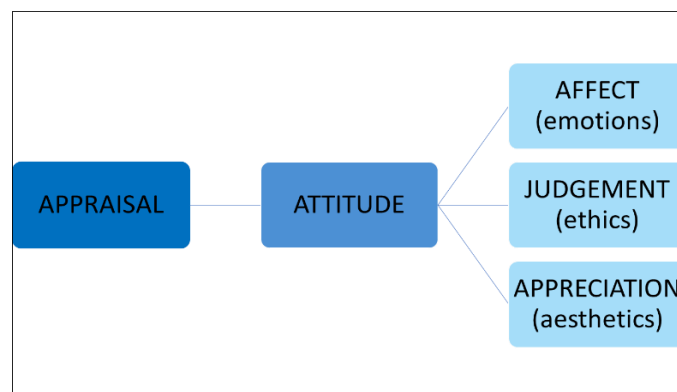 APPRAISAL
ATTITUDE
AFFECT
(emotions)
JUDGEMENT
(ethics)
APPRECIATION
(aesthetics)